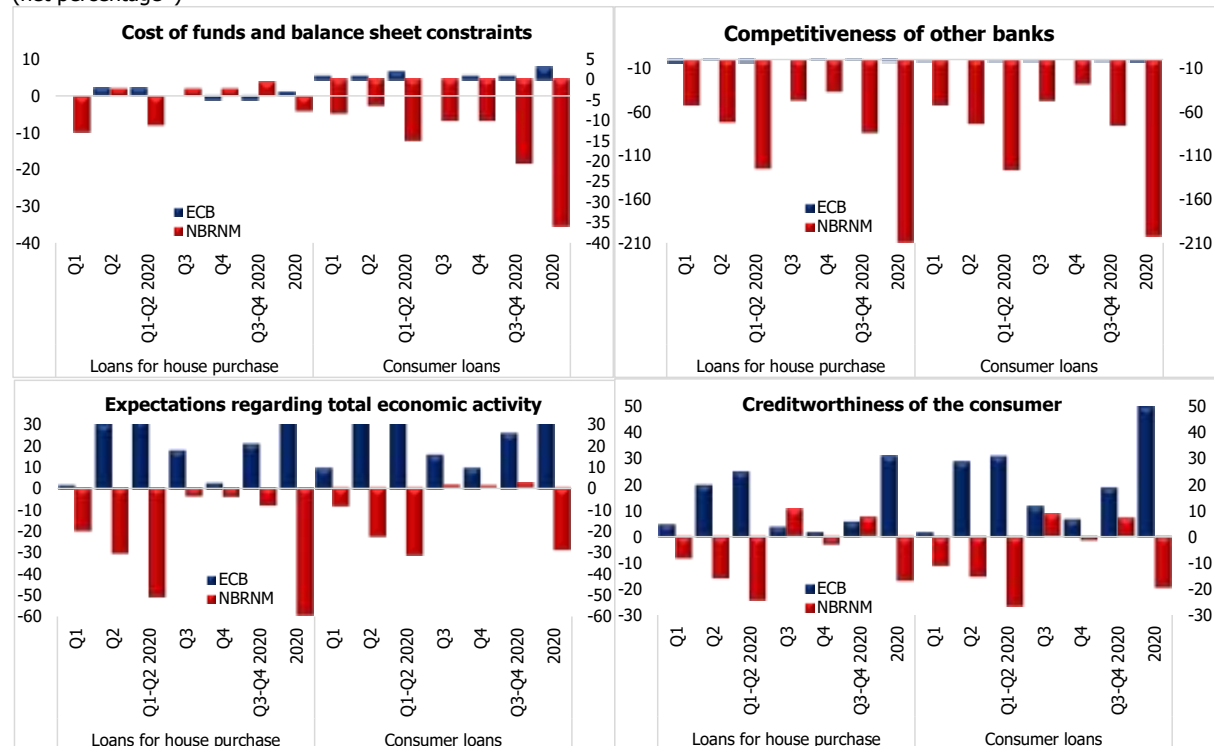 (net percentage*)
Cost of funds and balance sheet constraints
10
0
-10
-20
-30
-40
ECB
NBRNM
5
0
-5
-10
-15
-20
-25
-30
-35
-40
Q1
Q2
Q1-Q2 2020
Q3
Q4
Q3-Q4 2020
2020
Q1
Q2
Q1-Q2 2020
Q3
Q4
Q3-Q4 2020
2020
Loans for house purchase
Consumer loans
Competitiveness of other banks
-10
-60
-110
-160
-210
ECB
NBRNM
-10
-60
-110
-160
-210
Q1
Q2
Q1-Q2 2020
Q3
Q4
Q3-Q4 2020
2020
Q1
Q2
Q1-Q2 2020
Q3
Q4
Q3-Q4 2020
2020
Loans for house purchase
Consumer loans
Expectations regarding total economic activity
30
20
10
0
-10
-20
-30
-40
-50
-60
ECB
NBRNM
30
20
10
0
-10
-20
-30
-40
-50
-60
Q1
Q2
Q1-Q2 2020
Q3
Q4
Q3-Q4 2020
2020
Q1
Q2
Q1-Q2 2020
Q3
Q4
Q3-Q4 2020
2020
Loans for house purchase
Consumer loans
Creditworthiness of the consumer
50
40
30
20
10
0
-10
-20
-30
ECB
NBRNM
50
40
30
20
10
0
-10
-20
-30
Q1
Q2
Q1-Q2 2020
Q3
Q4
Q3-Q4 2020
2020
Q1
Q2
Q1-Q2 2020
Q3
Q4
Q3-Q4 2020
2020
Loans for house purchase
Consumer loans